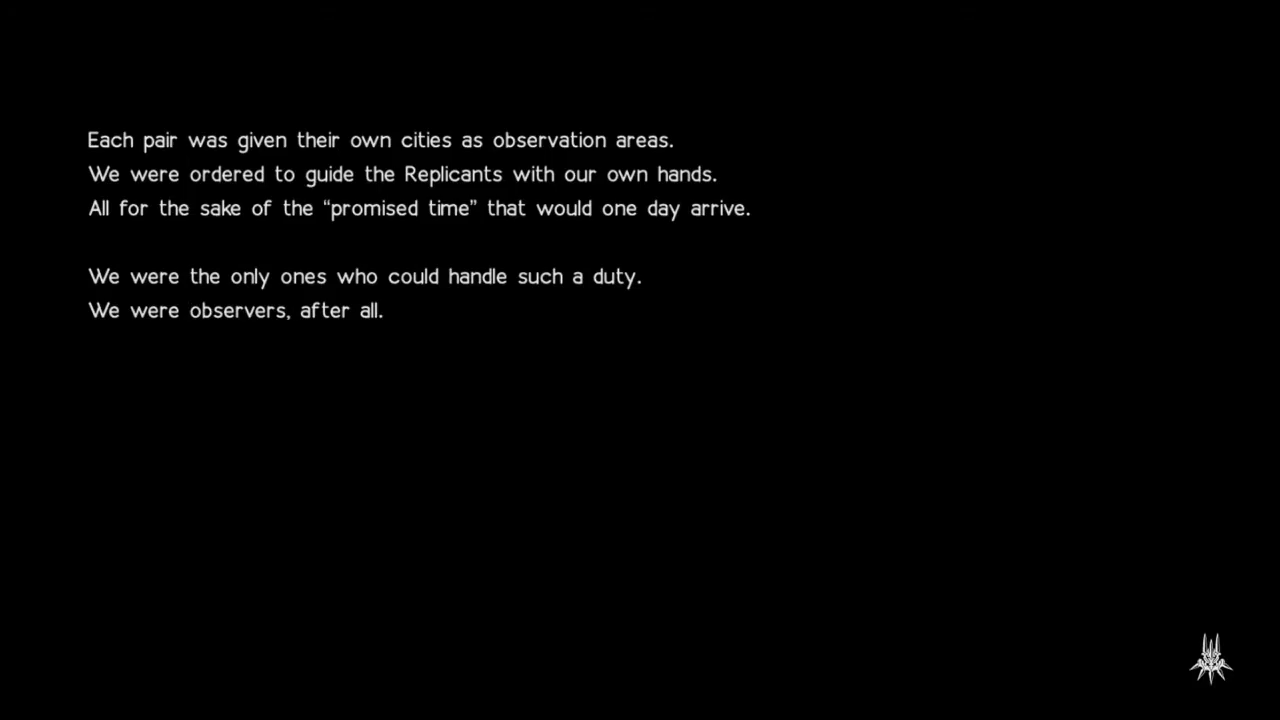 Each pair was given their own cities as observation areas.
We were ordered to guide the Replicants with our own hands.
All for the sake of the “promised time” that would one day arrive.
We were the only ones who could handle such a duty.
We were observers, after all.